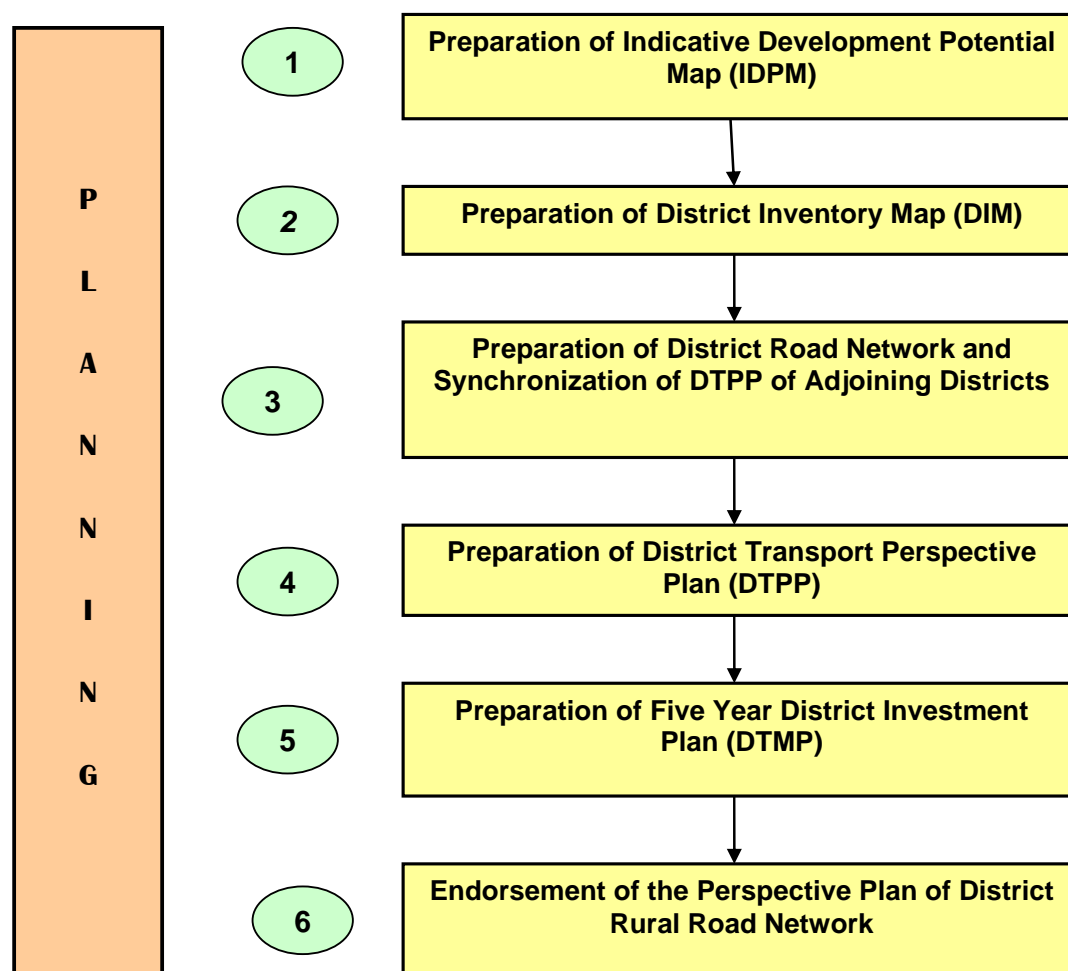 P
L
A
N
N
I
N
G
1
Preparation of Indicative Development Potential
Map (IDPM)
2
Preparation of District Inventory Map (DIM)
3
Preparation of District Road Network and
Synchronization of DTPP of Adjoining Districts
4
Preparation of District Transport Perspective
Plan (DTPP)
5
Preparation of Five Year District Investment
Plan (DTMP)
6
Endorsement of the Perspective Plan of District
Rural Road Network